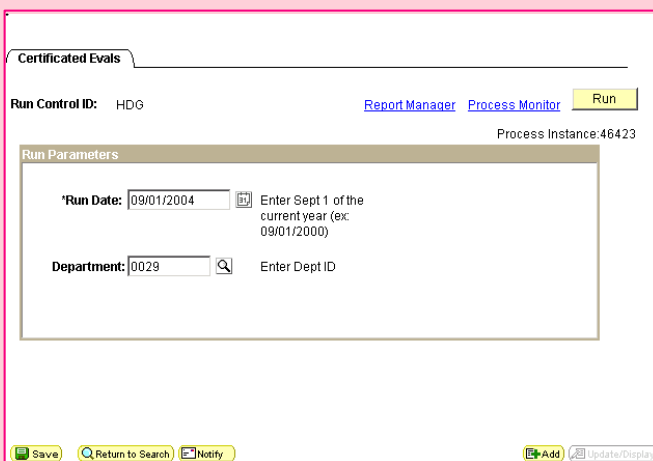 Certificated Evals
Run Control ID: HDG Report Manager Process Monitor Run
Process Instance:46423
Run Parameters
*Run Date: 09/01/2004 Enter Sept 1 of the
current year (ex:
09/01/2000)
Department: 0029 Enter Dept ID
Save Return to Search Notify Add Update/Display